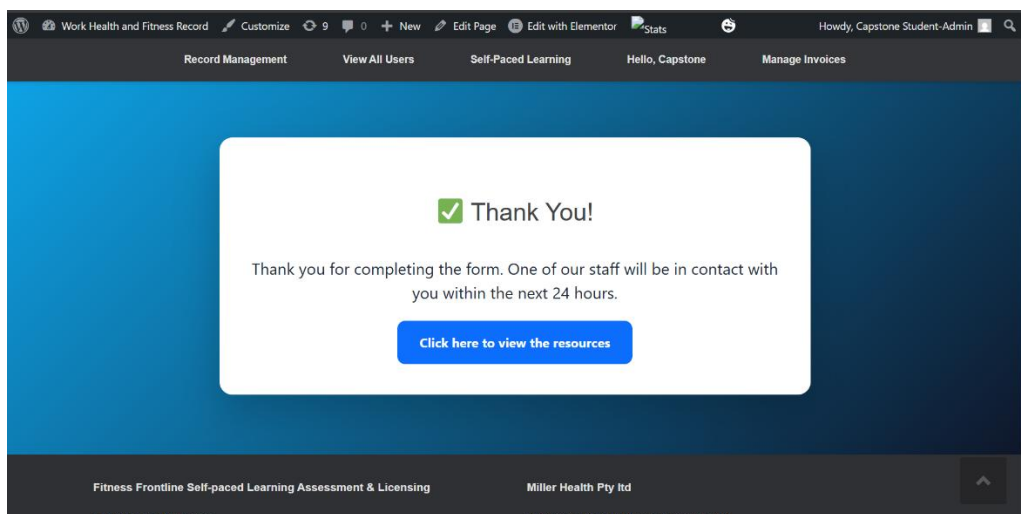 Work Health and Fitness Record Customize 9 0 New Edit Page Edit with Elementor Stats Howdy, Capstone Student-Admin
Record Management View All Users Self-Paced Learning Hello, Capstone Manage Invoices
Thank You!
Thank you for completing the form. One of our staff will be in contact with
you within the next 24 hours.
Click here to view the resources
Fitness Frontline Self-paced Learning Assessment & Licensing Miller Health Pty ltd